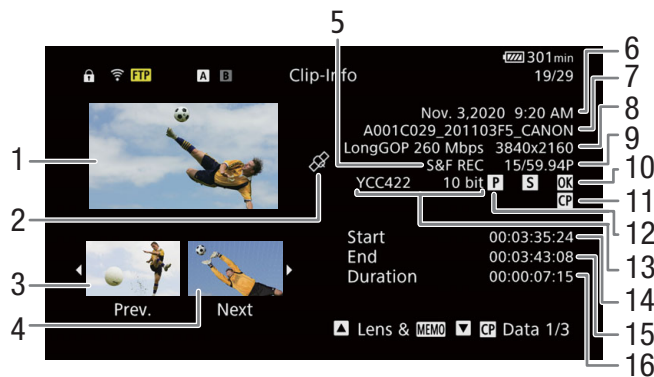 5
301 min
FTP A B Clip-Info 19/29
Nov. 3,2020 9:20 AM
A001C029_201103F5_CANON
LongGOP 260 Mbps 3840x2160
S&F REC 15/59.94P
YCC422 10 bit P S OK
CP
Start 00:03:35:24
End 00:03:43:08
Duration 00:00:07:15
Prev. Next
Lens & MEMO CP Data 1/3
1
2
3
4
6
7
8
9
10
11
12
13
14
15
16